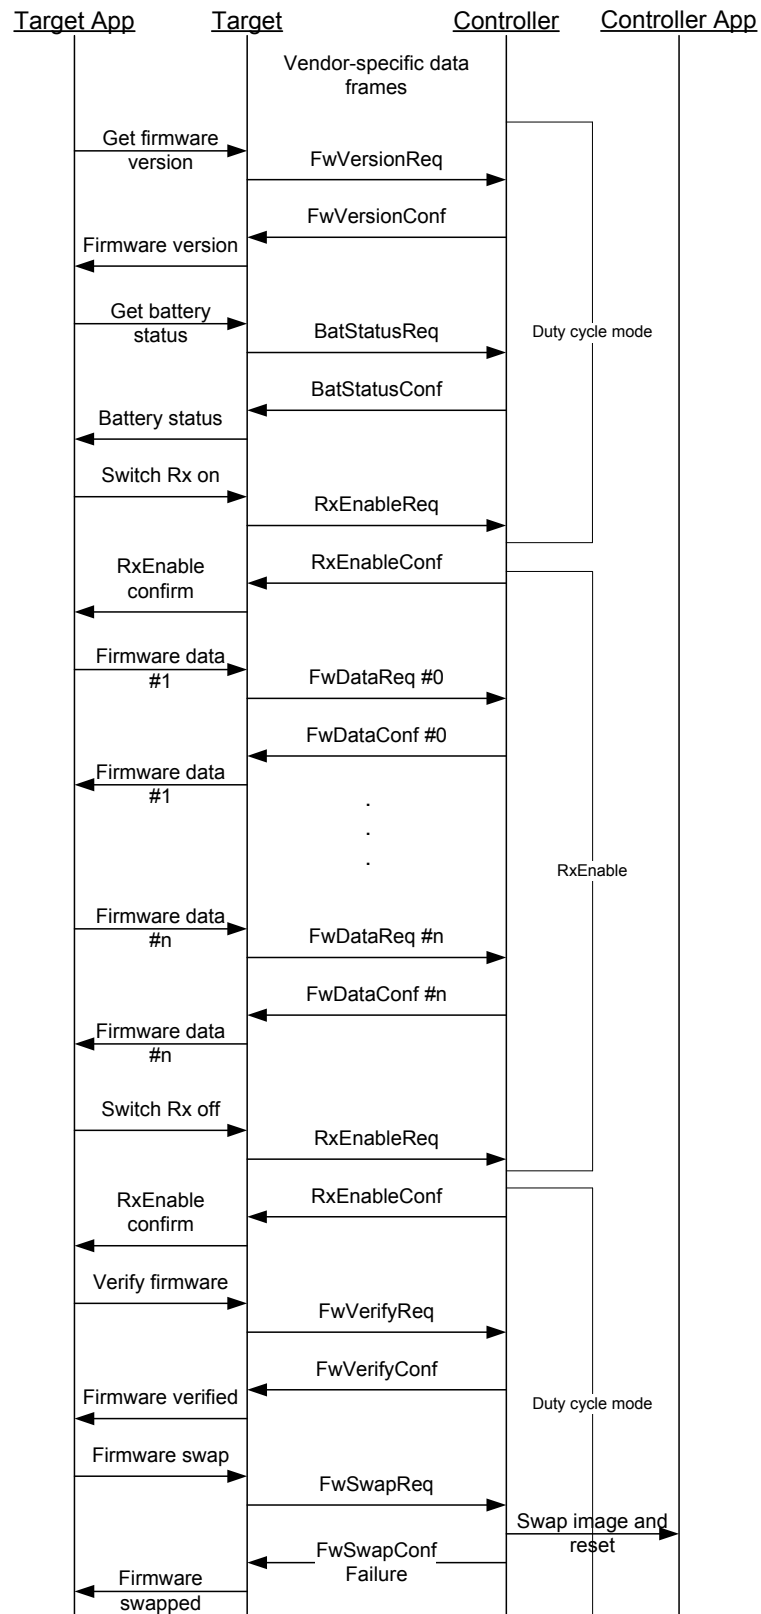 Target App
Target
Controller
Controller App
Vendor-specific data
frames
Get firmware
version
FwVersionReq
FwVersionConf
Firmware version
Get battery
status
BatStatusReq
Duty cycle mode
BatStatusConf
Battery status
Switch Rx on
RxEnableReq
RxEnableConf
RxEnable
confirm
Firmware data
#1
FwDataReq #0
FwDataConf #0
Firmware data
#1
.
.
.
RxEnable
Firmware data
#n
FwDataReq #n
FwDataConf #n
Firmware data
#n
Switch Rx off
RxEnableReq
RxEnableConf
RxEnable
confirm
Verify firmware
FwVerifyReq
FwVerifyConf
Firmware verified
Duty cycle mode
Firmware swap
FwSwapReq
Swap image and
reset
FwSwapConf
Failure
Firmware
swapped